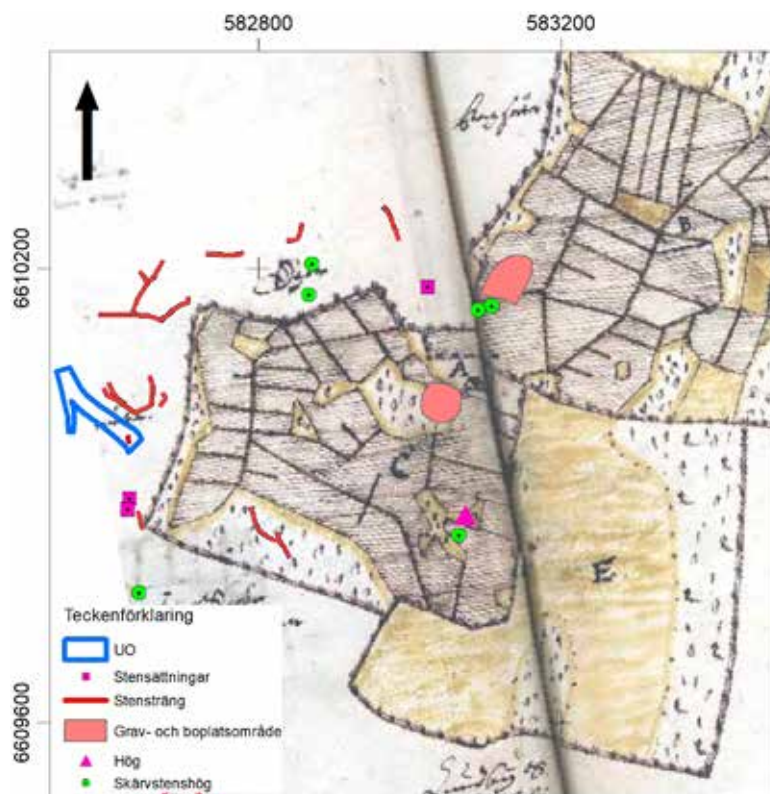 582800
583200
6610200
A
B
C
E
6609600
Teckenförklaring
UO
Stensättningar
Stensträng
Grav- och boplatsområde
Hög
Skärvstenshög